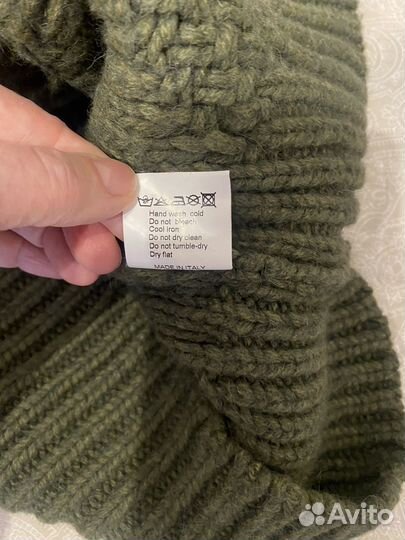 Hand wash cold
Do not bleach
Cool iron
Do not dry clean
Do not tumble-dry
Dry flat
MADE IN ITALY
Avito